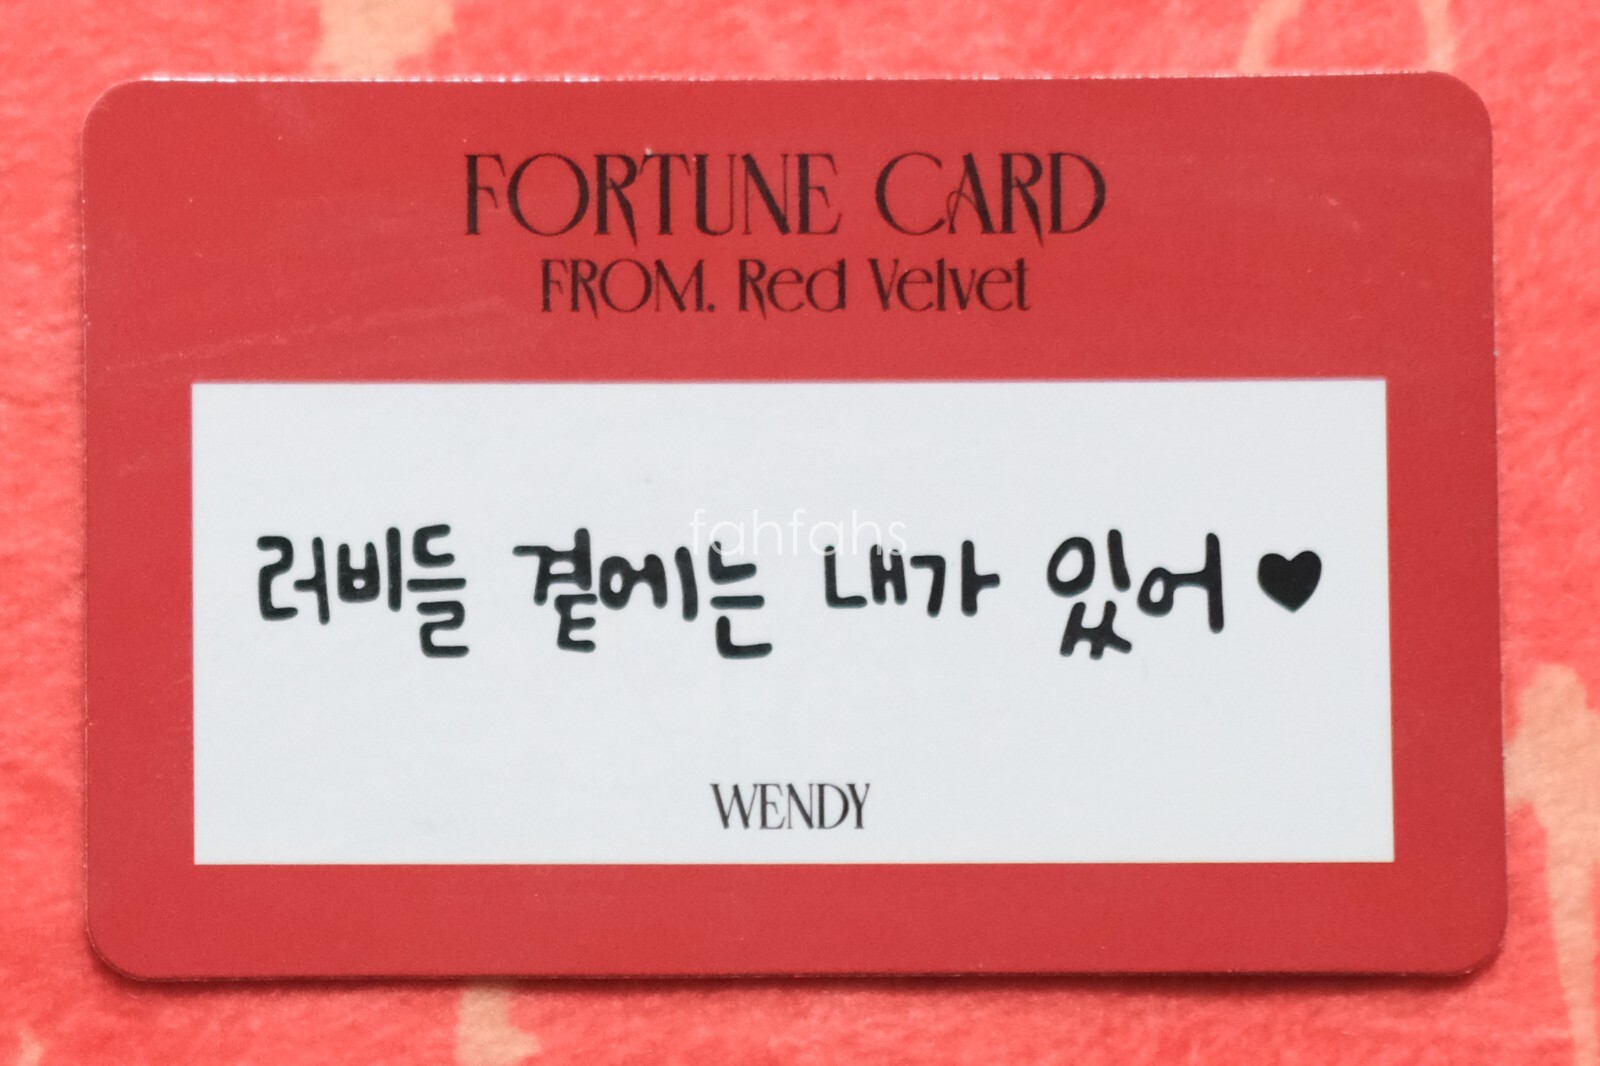 FORTUNE CARD
FROM. Red Velvet
fahfahs
러비들 곁에는 내가 있어 ♥
WENDY